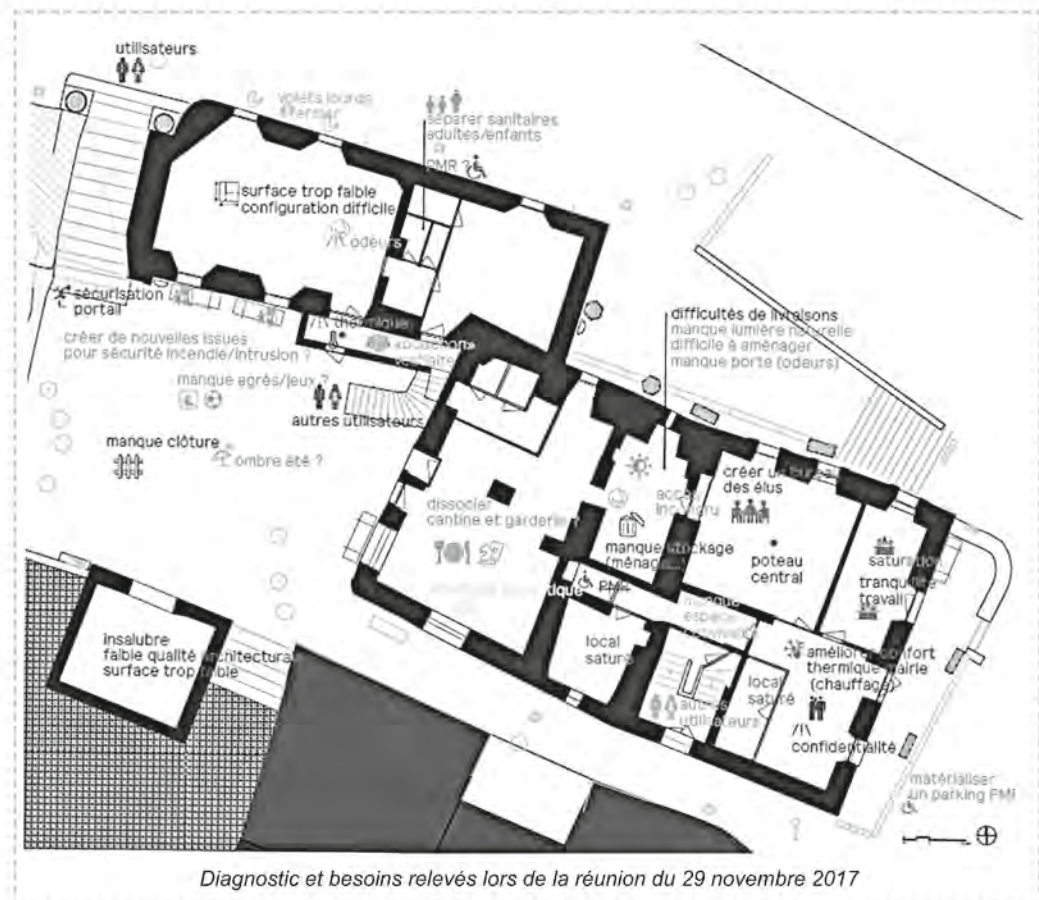 utilisateurs
volets lourds
à fermer
séparer sanitaires
adultes/enfants
PMR ?
surface trop faible
configuration difficile
/!\ odeurs
sécurisation
portail
/!\ thermique
créer de nouvelles issues
pour sécurité incendie/intrusion ?
manque agrès/jeux ?
autres utilisateurs
manque clôture
ombre été ?
difficultés de livraisons
manque lumière naturelle
difficile à aménager
manque porte (odeurs)
dissocier
cantine et garderie ?
accès
manque stockage
(ménage)
PMR
créer un bureau
des élus
poteau
central
saturation
tranquilité
travail
manque
espace
local
saturé
améliorer confort
thermique mairie
(chauffage)
local
saturé
autres
utilisateurs
/!\
confidentialité
insalubre
faible qualité architecturale
surface trop faible
matérialiser
un parking PMR
Diagnostic et besoins relevés lors de la réunion du 29 novembre 2017